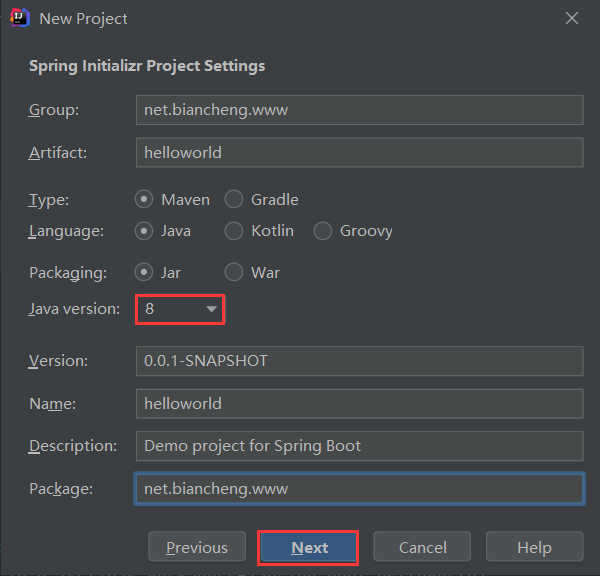 New Project
Spring Initializr Project Settings
Group: net.biancheng.www
Artifact: helloworld
Type: Maven Gradle
Language: Java Kotlin Groovy
Packaging: Jar War
Java version: 8
Version: 0.0.1-SNAPSHOT
Name: helloworld
Description: Demo project for Spring Boot
Package: net.biancheng.www
Previous Next Cancel Help